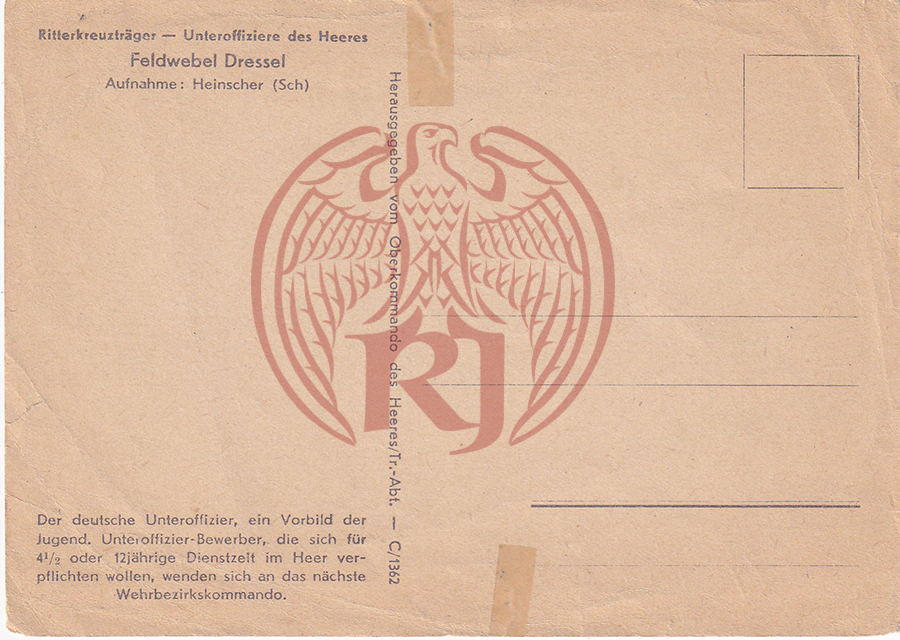 Ritterkreuzträger — Unteroffiziere des Heeres
Feldwebel Dressel
Aufnahme: Heinscher (Sch)
Herausgegeben vom Oberkommando des Heeres/Tr.-Abt. — C/1362
RJ
Der deutsche Unteroffizier, ein Vorbild der
Jugend. Unteroffizier-Bewerber, die sich für
4½ oder 12jährige Dienstzeit im Heer ver-
pflichten wollen, wenden sich an das nächste
Wehrbezirkskommando.